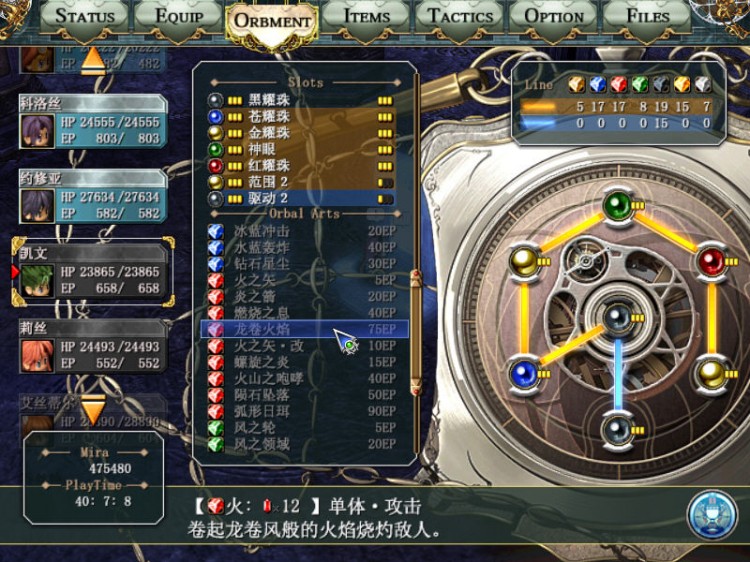 STATUS EQUIP ORBMENT ITEMS TACTICS OPTION FILES
EP 482
科洛丝
HP 24555/24555
EP 803/ 803
约修亚
HP 27634/27634
EP 582/ 582
凯文
HP 23865/23865
EP 658/ 658
莉丝
HP 24493/24493
EP 552/ 552
艾丝蒂尔
Mira
475480
PlayTime
40: 7: 8
Slots
黑耀珠
苍耀珠
金耀珠
神眼
红耀珠
范围 2
驱动 2
Orbal Arts
冰蓝冲击 20EP
水蓝轰炸 40EP
钻石星尘 30EP
火之矢 5EP
炎之箭 20EP
燃烧之息 40EP
龙卷火焰 75EP
火之矢·改 10EP
螺旋之炎 15EP
火山之咆哮 40EP
陨石坠落 50EP
弧形日珥 90EP
风之轮 5EP
风之领域 20EP
Line
5 17 17 8 19 15 7
0 0 0 0 15 0 0
【火: ×12 】单体·攻击
卷起龙卷风般的火焰烧灼敌人。